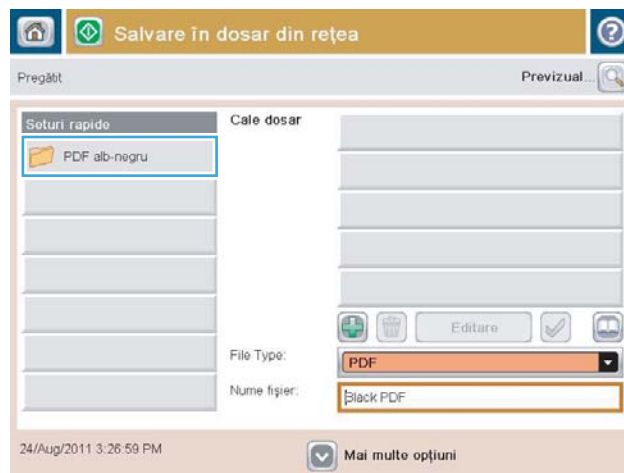 Salvare în dosar din rețea
Pregătit
Previzual...
Seturi rapide
PDF alb-negru
Cale dosar
Editare
File Type:
PDF
Nume fișier:
Black PDF
24/Aug/2011 3:26:59 PM
Mai multe opțiuni